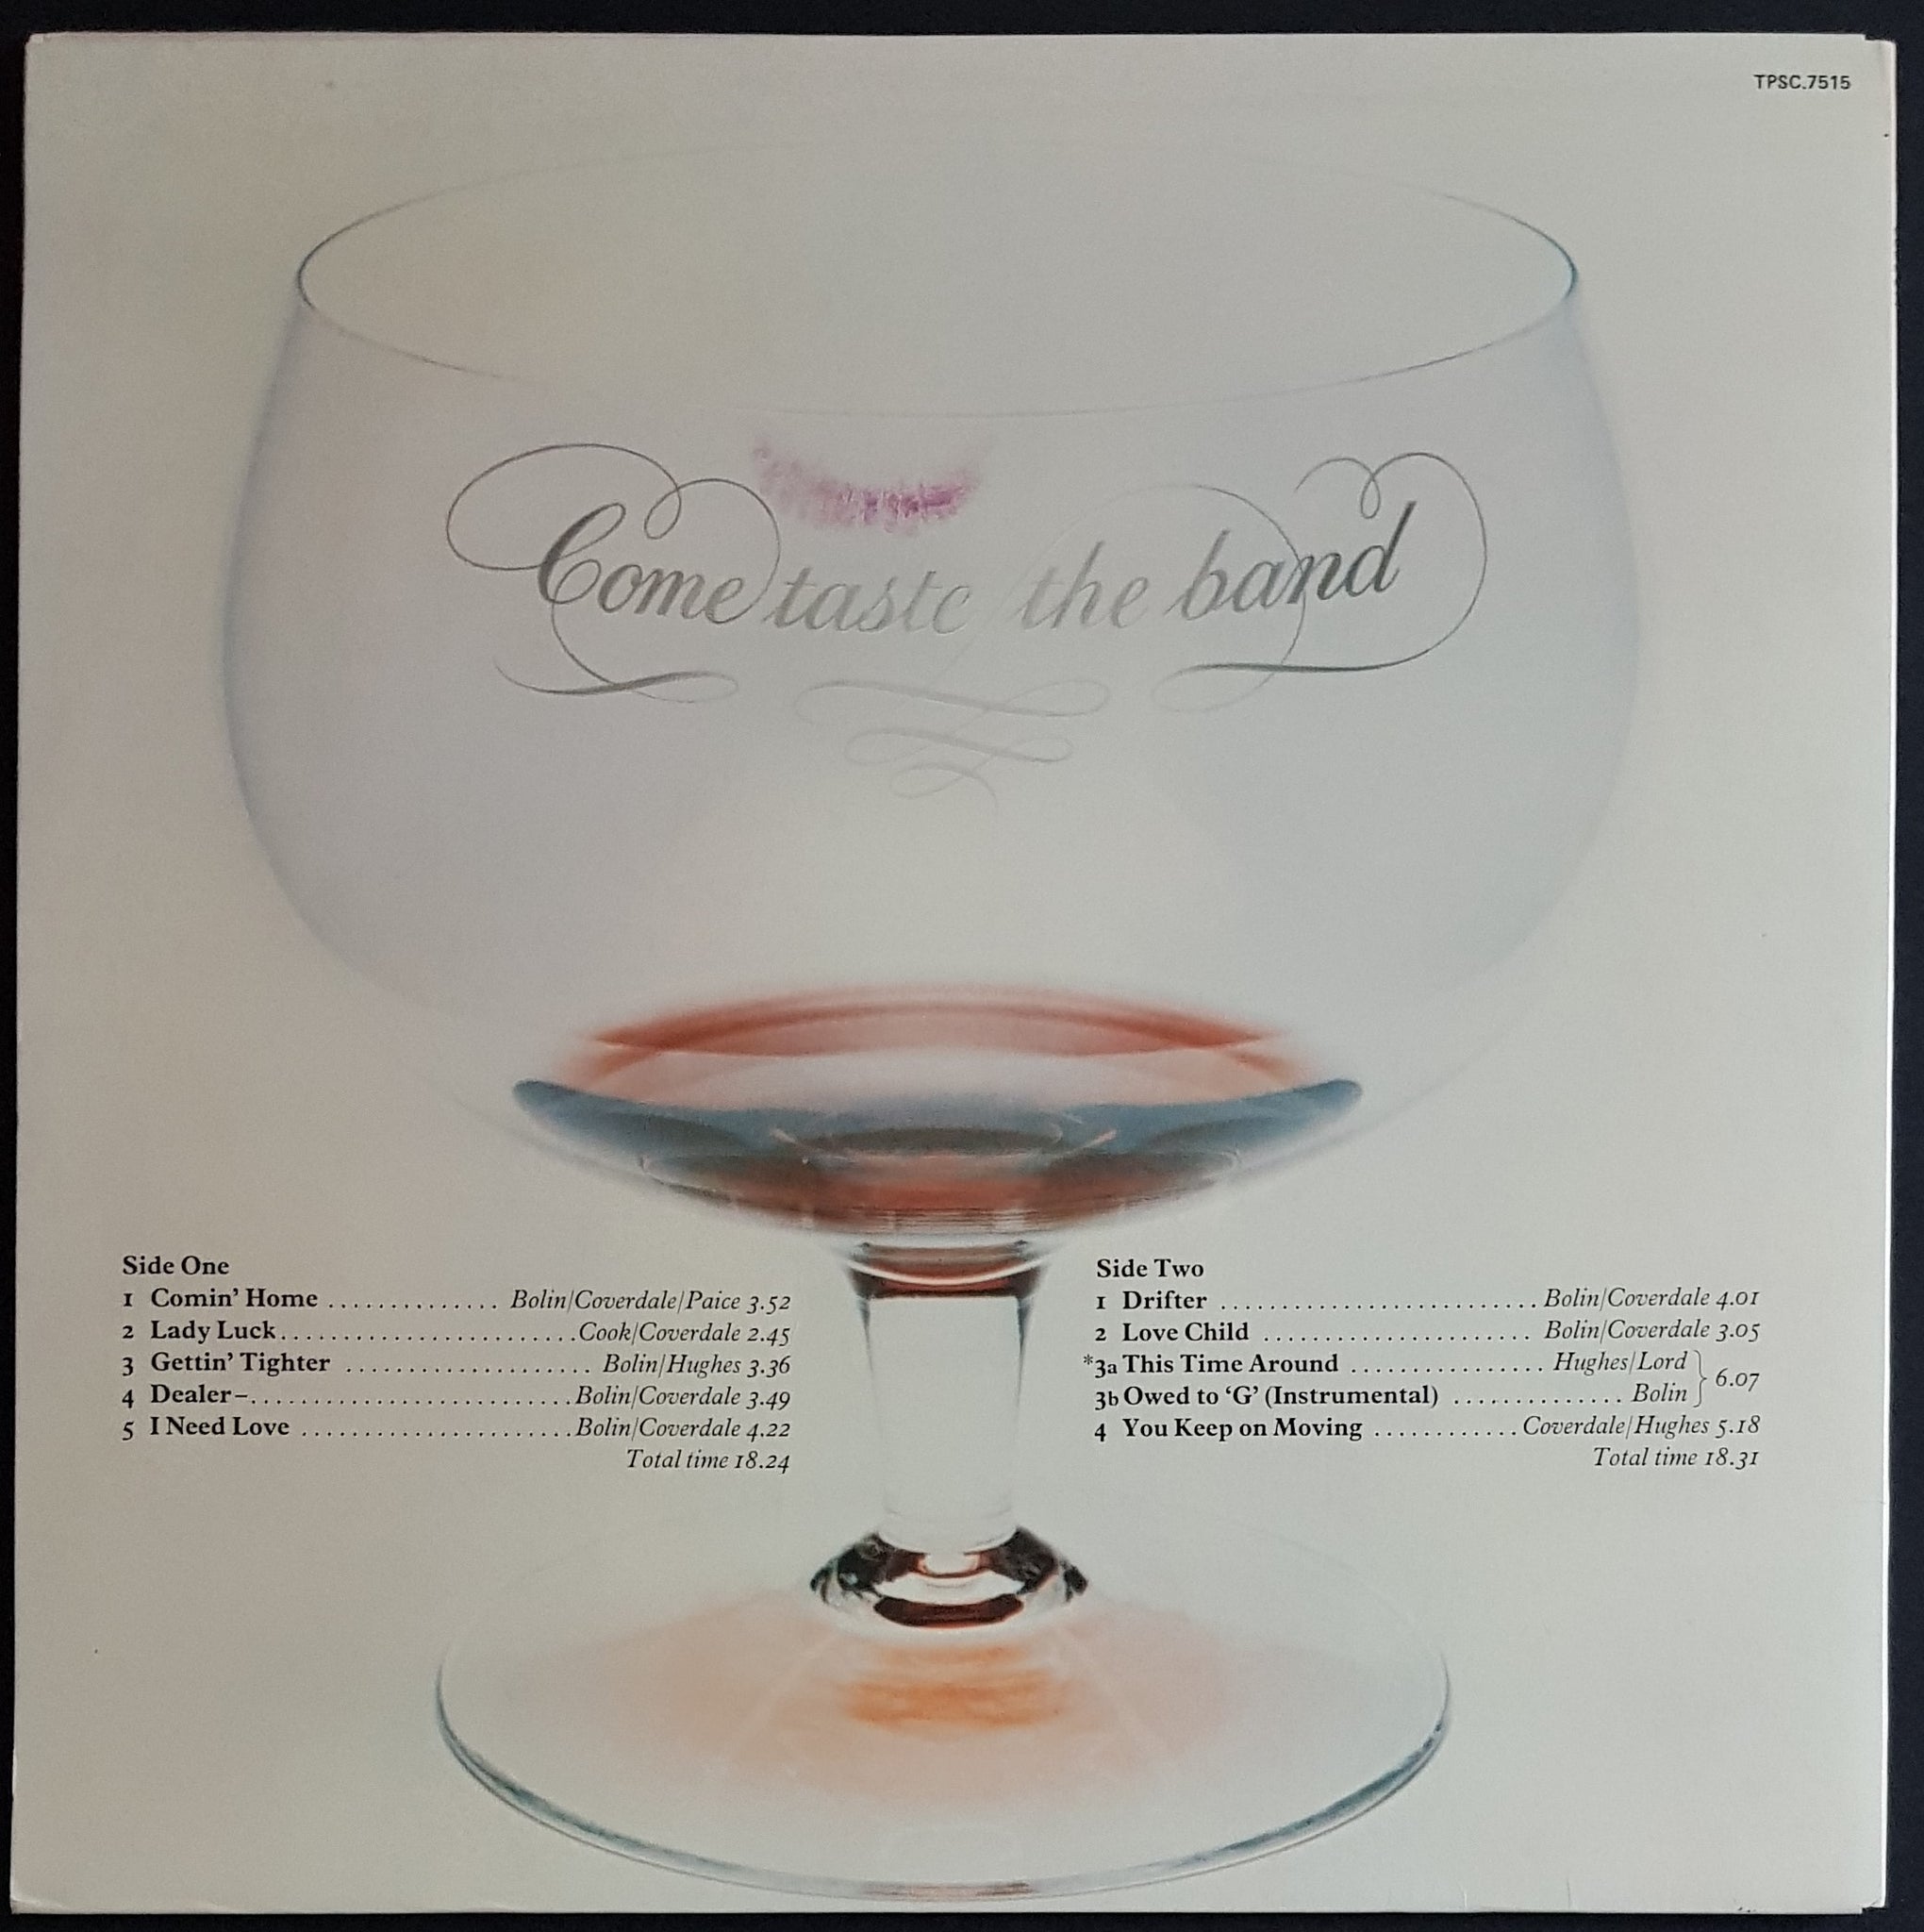 TPSC.7515
Come taste the band
Side One
1 Comin' Home .............. Bolin/Coverdale/Paice 3.52
2 Lady Luck.........................Cook/Coverdale 2.45
3 Gettin' Tighter ..................... Bolin/Hughes 3.36
4 Dealer–...........................Bolin/Coverdale 3.49
5 I Need Love .......................Bolin/Coverdale 4.22
Total time 18.24
Side Two
1 Drifter ...........................Bolin/Coverdale 4.01
2 Love Child ....................... Bolin/Coverdale 3.05
*3a This Time Around ................. Hughes/Lord
3b Owed to 'G' (Instrumental) ............... Bolin } 6.07
4 You Keep on Moving ............Coverdale/Hughes 5.18
Total time 18.31